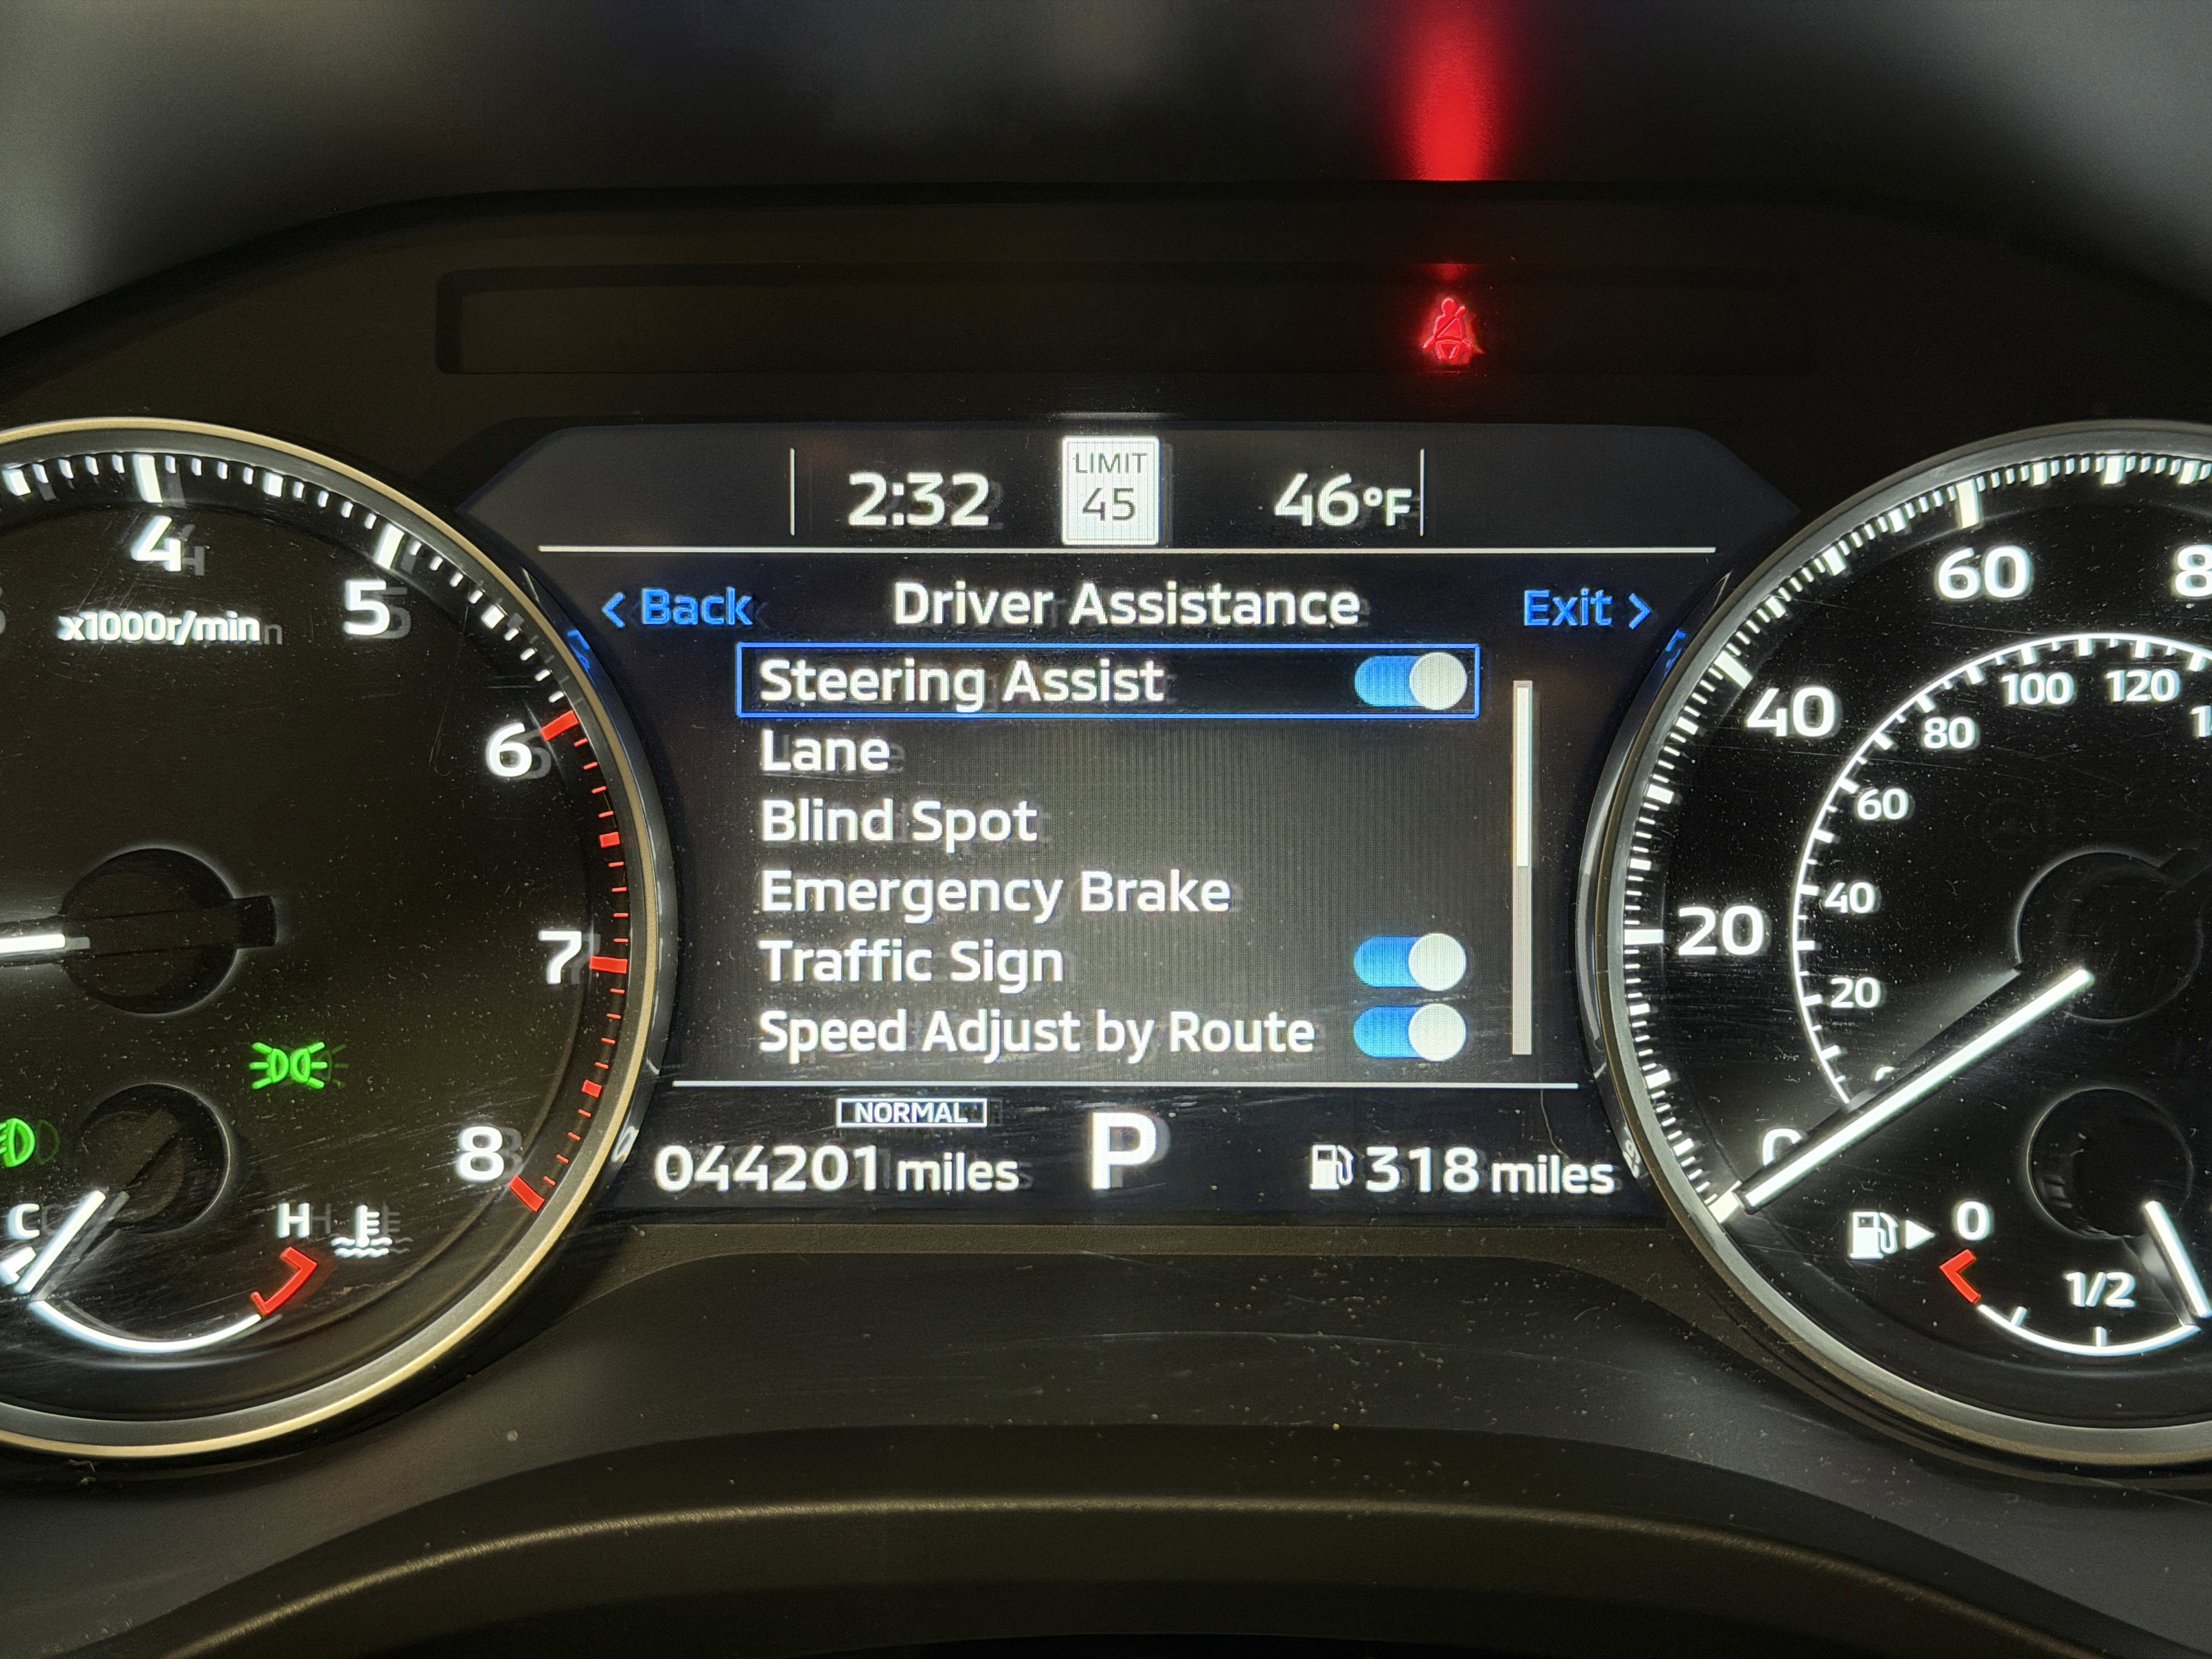 2:32
LIMIT
45
46°F
< Back
Driver Assistance
Exit >
Steering Assist
Lane
Blind Spot
Emergency Brake
Traffic Sign
Speed Adjust by Route
NORMAL
044201 miles
P
318 miles
4
5
x1000r/min
6
7
8
C
H
60
40
20
0
120
100
80
60
40
20
0
1/2